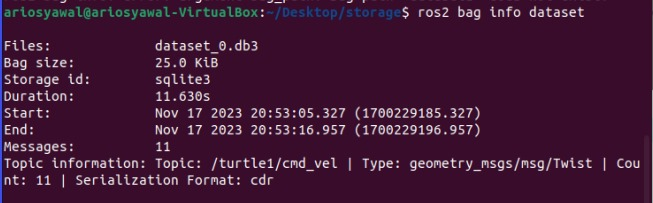 ariosyawal@ariosyawal-VirtualBox:~/Desktop/storage$ ros2 bag info dataset
Files: dataset_0.db3
Bag size: 25.0 KiB
Storage id: sqlite3
Duration: 11.630s
Start: Nov 17 2023 20:53:05.327 (1700229185.327)
End: Nov 17 2023 20:53:16.957 (1700229196.957)
Messages: 11
Topic information: Topic: /turtle1/cmd_vel | Type: geometry_msgs/msg/Twist | Cou
nt: 11 | Serialization Format: cdr